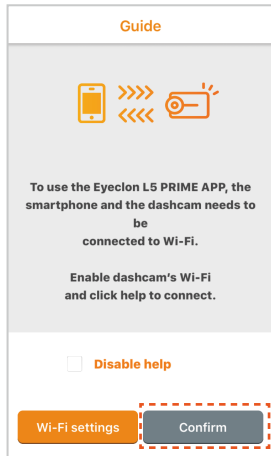 Guide
To use the Eyeclon L5 PRIME APP, the
smartphone and the dashcam needs to
be
connected to Wi-Fi.
Enable dashcam's Wi-Fi
and click help to connect.
Disable help
Wi-Fi settings
Confirm